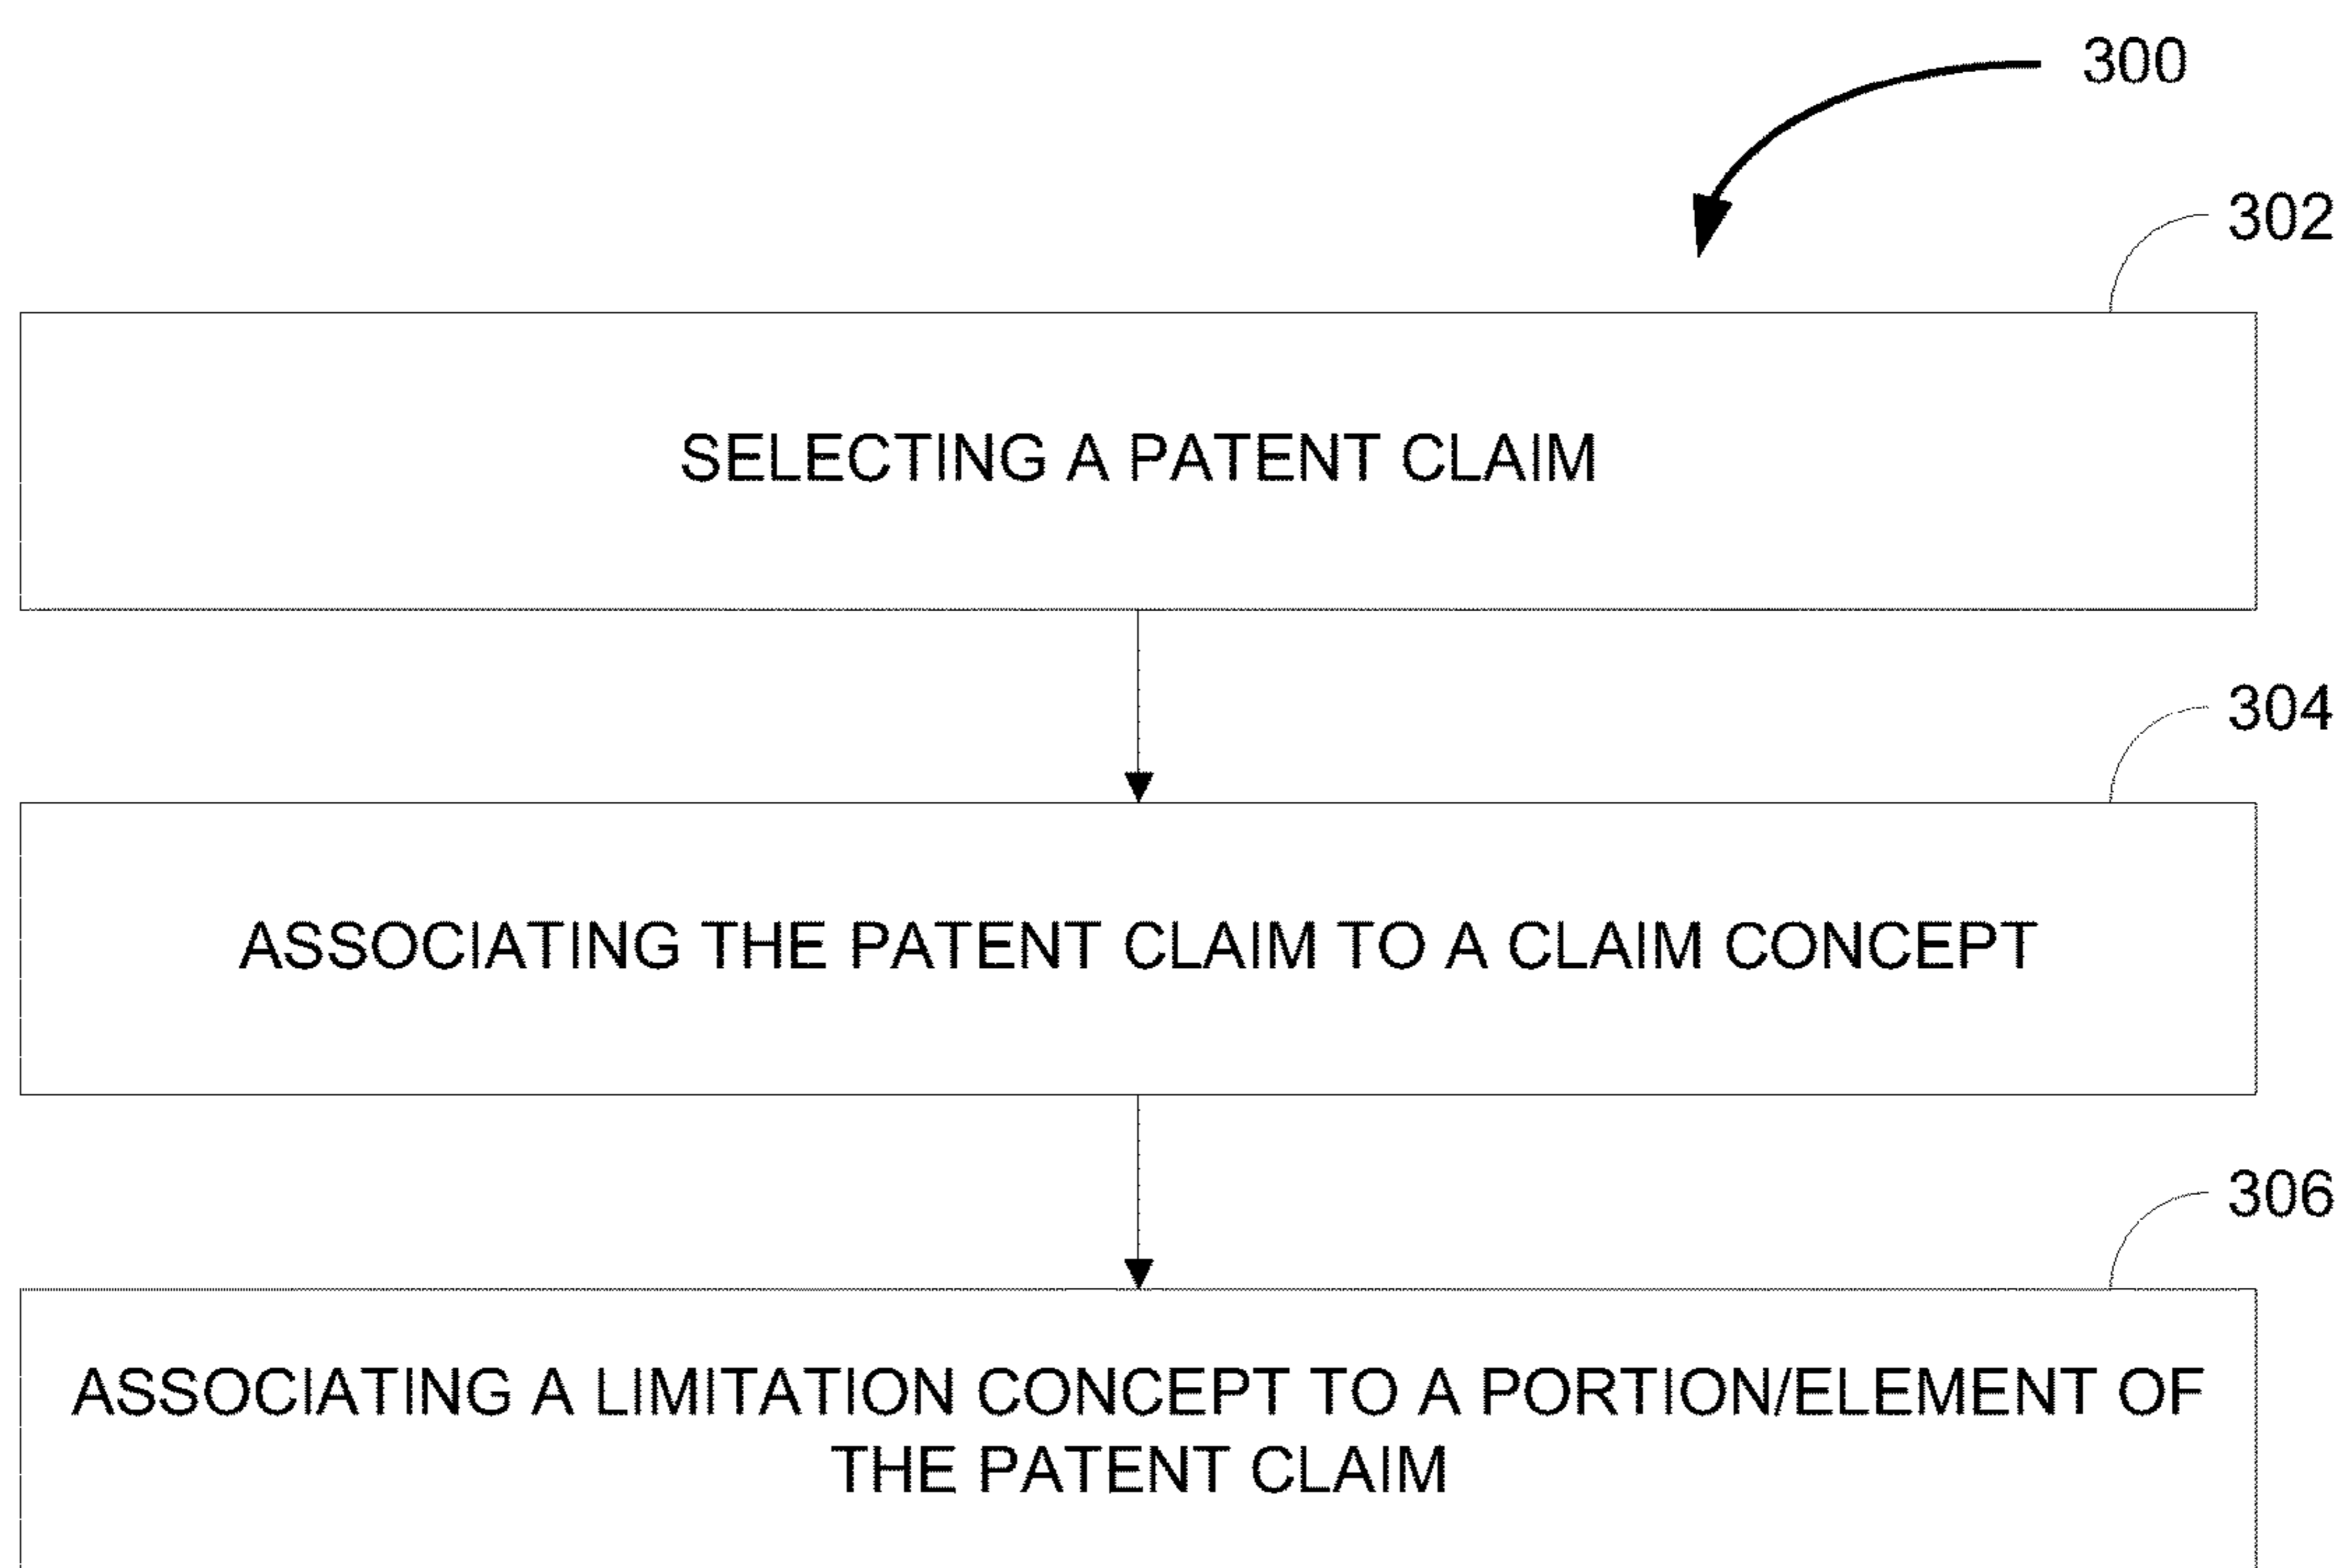 300
302
SELECTING A PATENT CLAIM
304
ASSOCIATING THE PATENT CLAIM TO A CLAIM CONCEPT
306
ASSOCIATING A LIMITATION CONCEPT TO A PORTION/ELEMENT OF
THE PATENT CLAIM